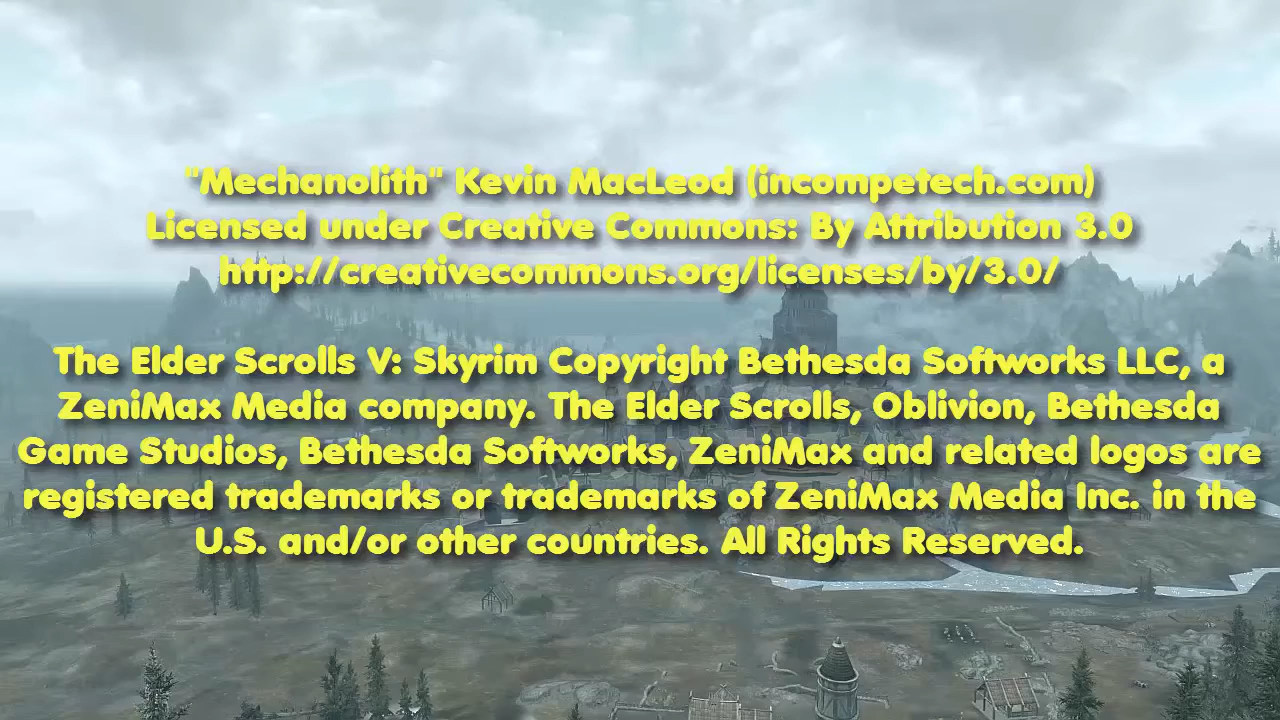 "Mechanolith" Kevin MacLeod (incompetech.com)
Licensed under Creative Commons: By Attribution 3.0
http://creativecommons.org/licenses/by/3.0/
The Elder Scrolls V: Skyrim Copyright Bethesda Softworks LLC, a
ZeniMax Media company. The Elder Scrolls, Oblivion, Bethesda
Game Studios, Bethesda Softworks, ZeniMax and related logos are
registered trademarks or trademarks of ZeniMax Media Inc. in the
U.S. and/or other countries. All Rights Reserved.